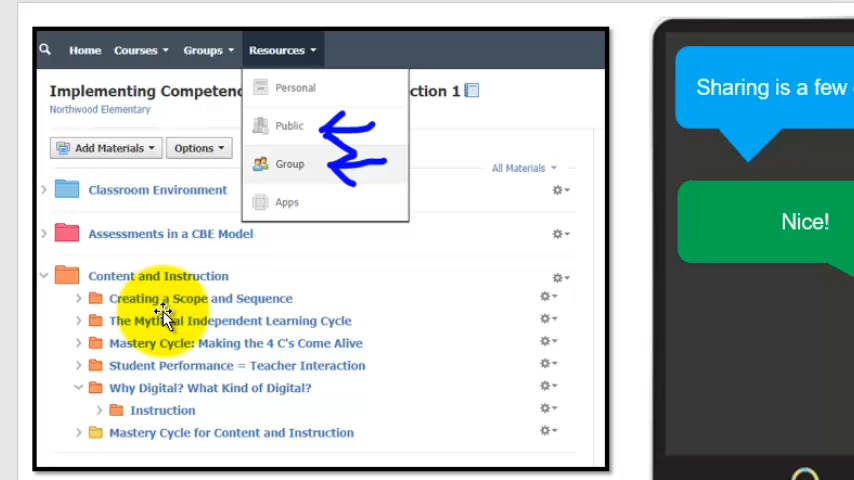 Home Courses Groups Resources
Personal
Public
Group
Apps
Implementing Competenc
ction 1
Northwood Elementary
Add Materials Options
All Materials
Classroom Environment
Assessments in a CBE Model
Content and Instruction
Creating a Scope and Sequence
The Mythical Independent Learning Cycle
Mastery Cycle: Making the 4 C's Come Alive
Student Performance = Teacher Interaction
Why Digital? What Kind of Digital?
Instruction
Mastery Cycle for Content and Instruction
Sharing is a few
Nice!